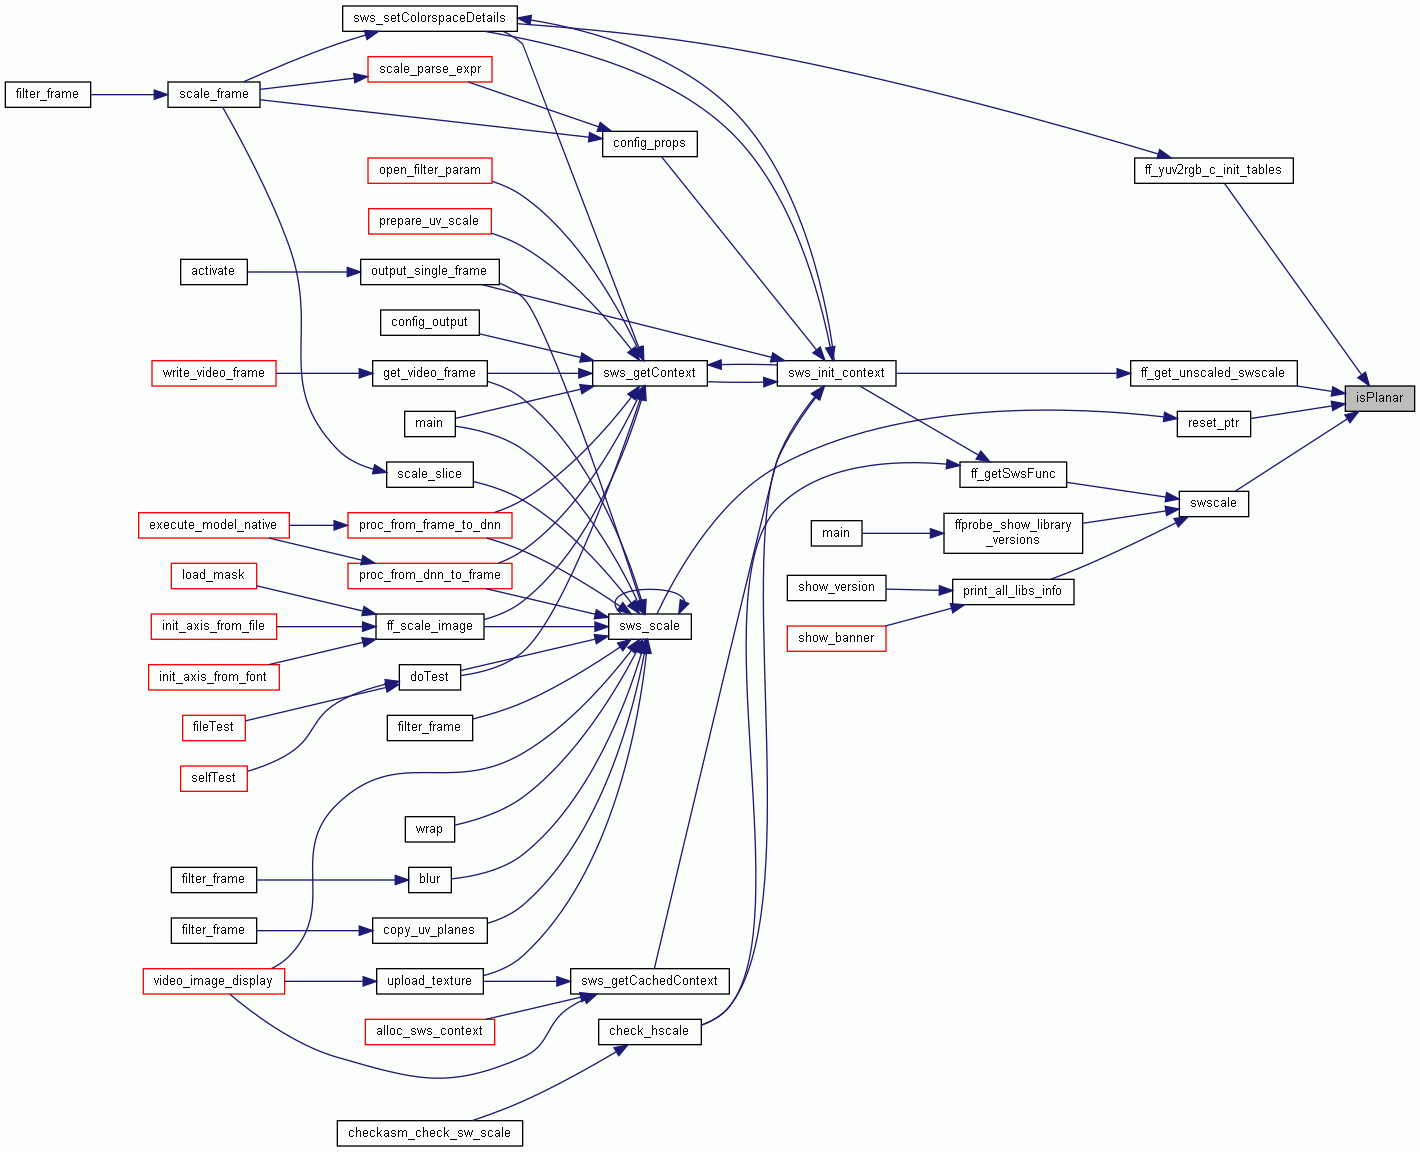 sws_setColorspaceDetails
scale_parse_expr
filter_frame
scale_frame
config_props
open_filter_param
ff_yuv2rgb_c_init_tables
prepare_uv_scale
activate
output_single_frame
config_output
write_video_frame
get_video_frame
sws_getContext
sws_init_context
ff_get_unscaled_swscale
isPlanar
main
reset_ptr
scale_slice
ff_getSwsFunc
swscale
execute_model_native
proc_from_frame_to_dnn
main
ffprobe_show_library
_versions
load_mask
proc_from_dnn_to_frame
show_version
print_all_libs_info
init_axis_from_file
ff_scale_image
sws_scale
show_banner
init_axis_from_font
doTest
fileTest
filter_frame
selfTest
wrap
filter_frame
blur
filter_frame
copy_uv_planes
video_image_display
upload_texture
sws_getCachedContext
alloc_sws_context
check_hscale
checkasm_check_sw_scale